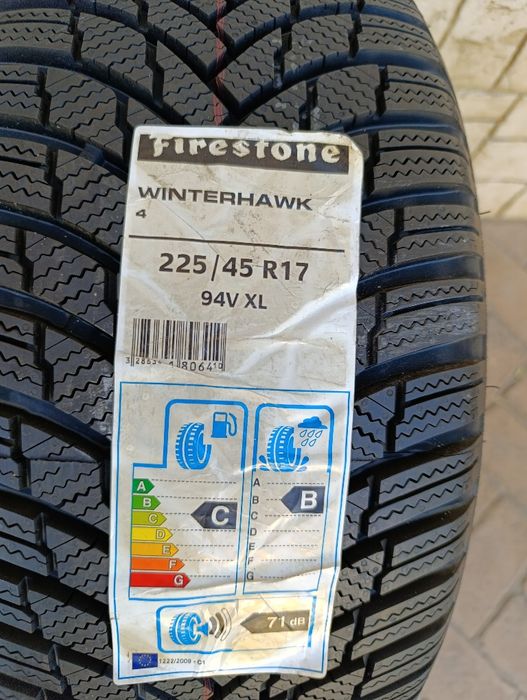 Firestone
WINTERHAWK
4
225/45 R17
94V XL
A
B
C
D
E
F
G
C
A
B
C
D
E
F
G
B
71 dB
1222/2009 - C1